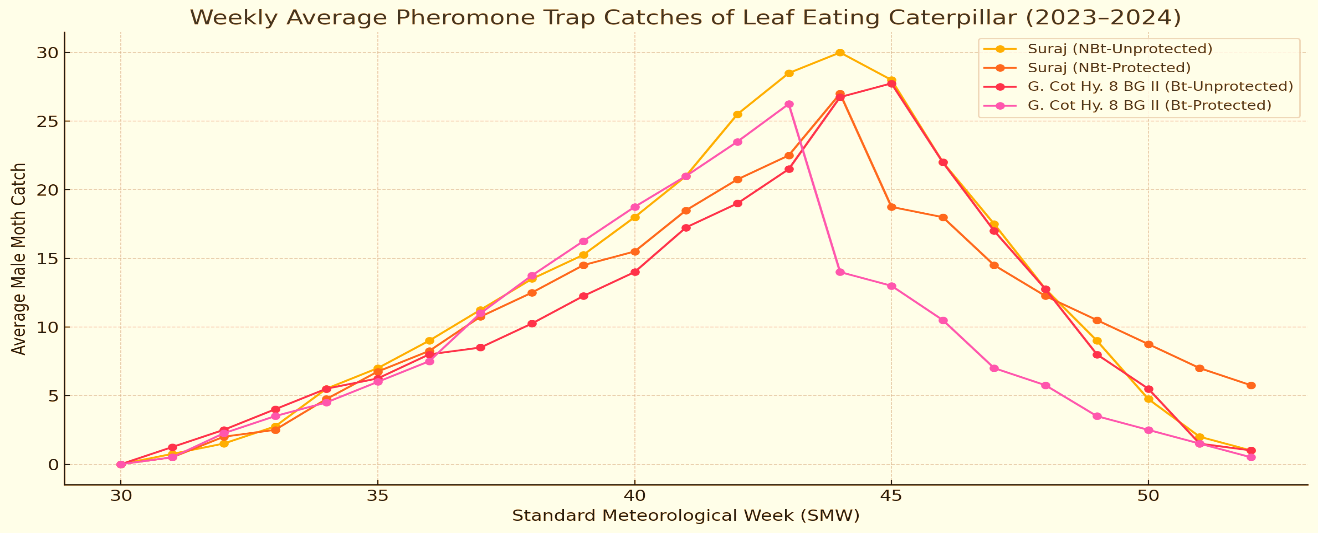 Weekly Average Pheromone Trap Catches of Leaf Eating Caterpillar (2023–2024)
Suraj (NBt-Unprotected)
Suraj (NBt-Protected)
G. Cot Hy. 8 BG II (Bt-Unprotected)
G. Cot Hy. 8 BG II (Bt-Protected)
Average Male Moth Catch
30
25
20
15
10
5
0
30 35 40 45 50
Standard Meteorological Week (SMW)